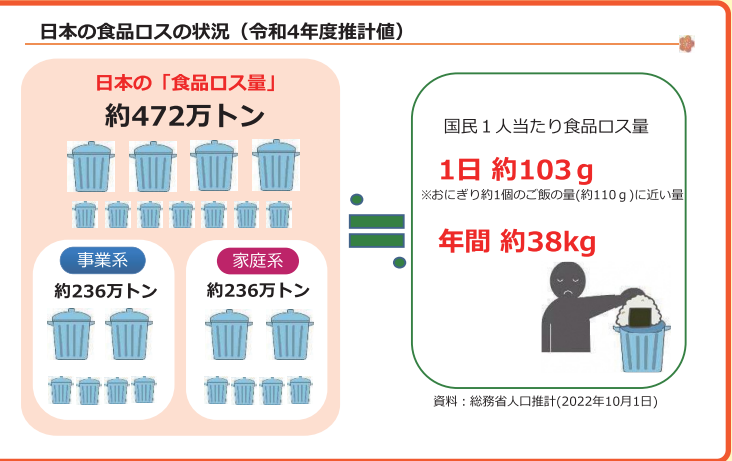 日本の食品ロスの状況（令和4年度推計値）
日本の「食品ロス量」
約472万トン
事業系
約236万トン
家庭系
約236万トン
国民１人当たり食品ロス量
1日 約103ｇ
※おにぎり約1個のご飯の量(約110ｇ)に近い量
年間 約38kg
資料：総務省人口推計(2022年10月1日)